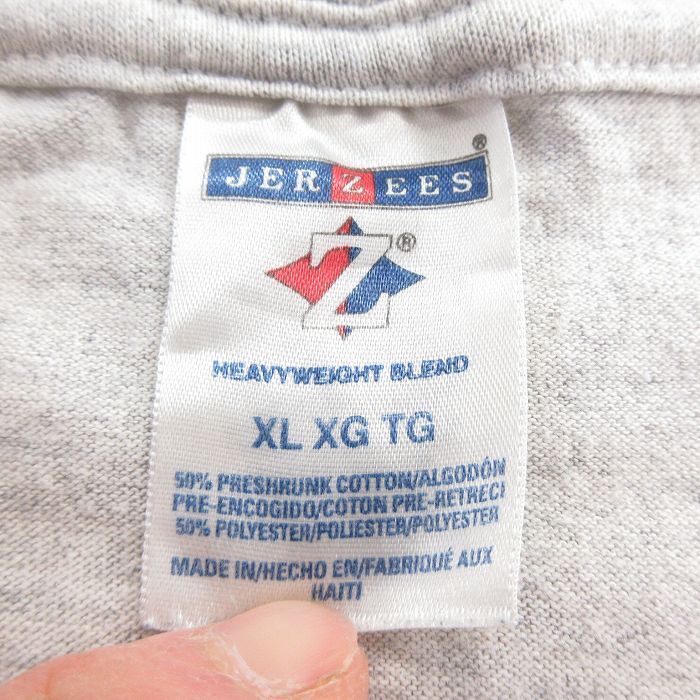 JERZEES®
Z®
HEAVYWEIGHT BLEND
XL XG TG
50% PRESHRUNK COTTON/ALGODÓN
PRE-ENCOGIDO/COTON PRE-RETRECI
50% POLYESTER/POLIESTER/POLYESTER
MADE IN/HECHO EN/FABRIQUÉ AUX
HAITI